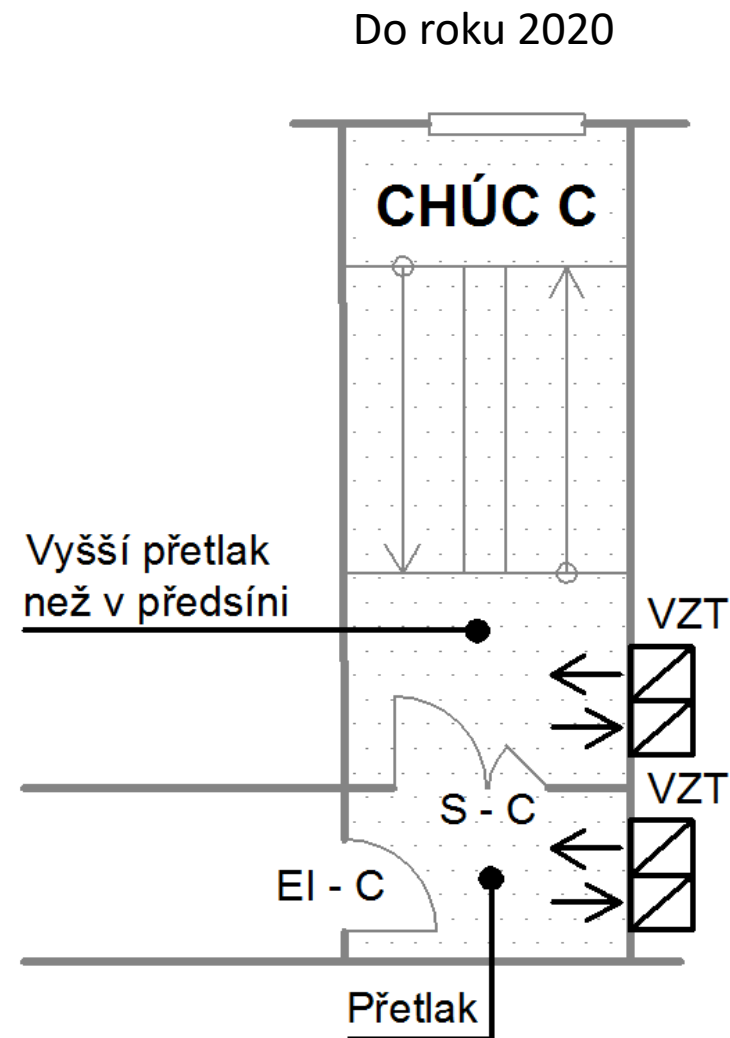 Do roku 2020
CHÚC C
Vyšší přetlak
než v předsíni
VZT
VZT
S - C
EI - C
Přetlak